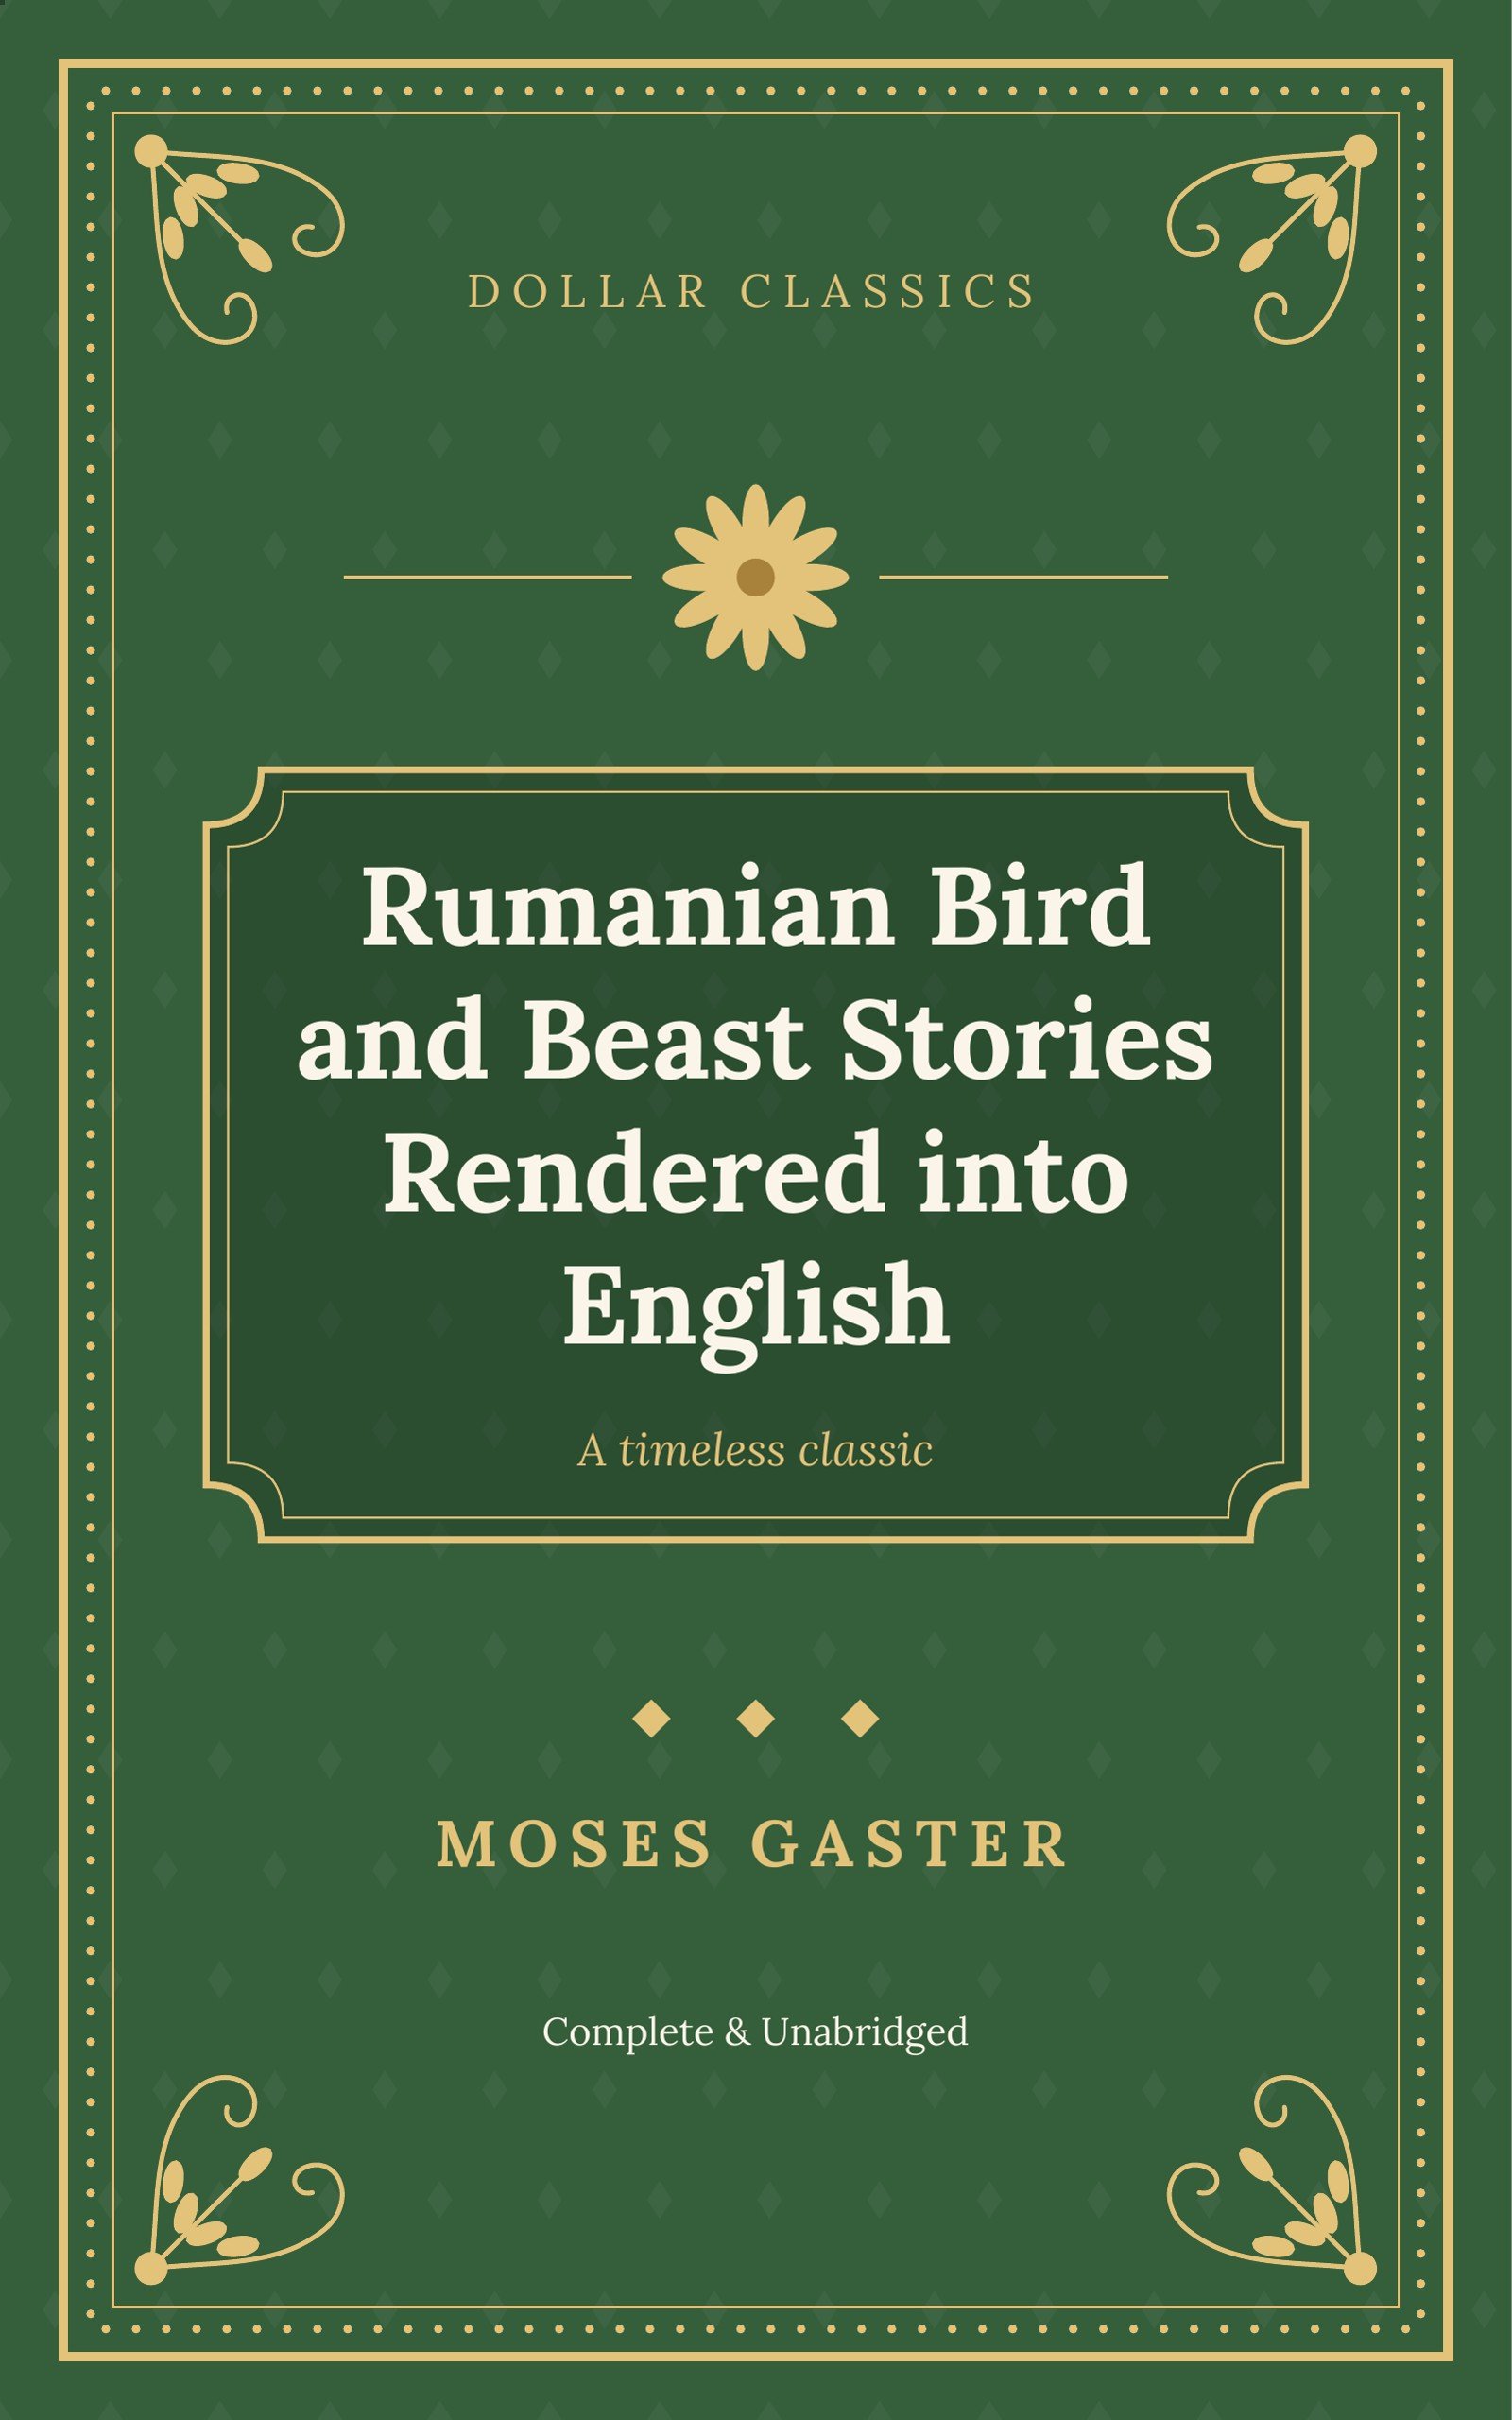 DOLLAR CLASSICS
Rumanian Bird
and Beast Stories
Rendered into
English
A timeless classic
MOSES GASTER
Complete & Unabridged